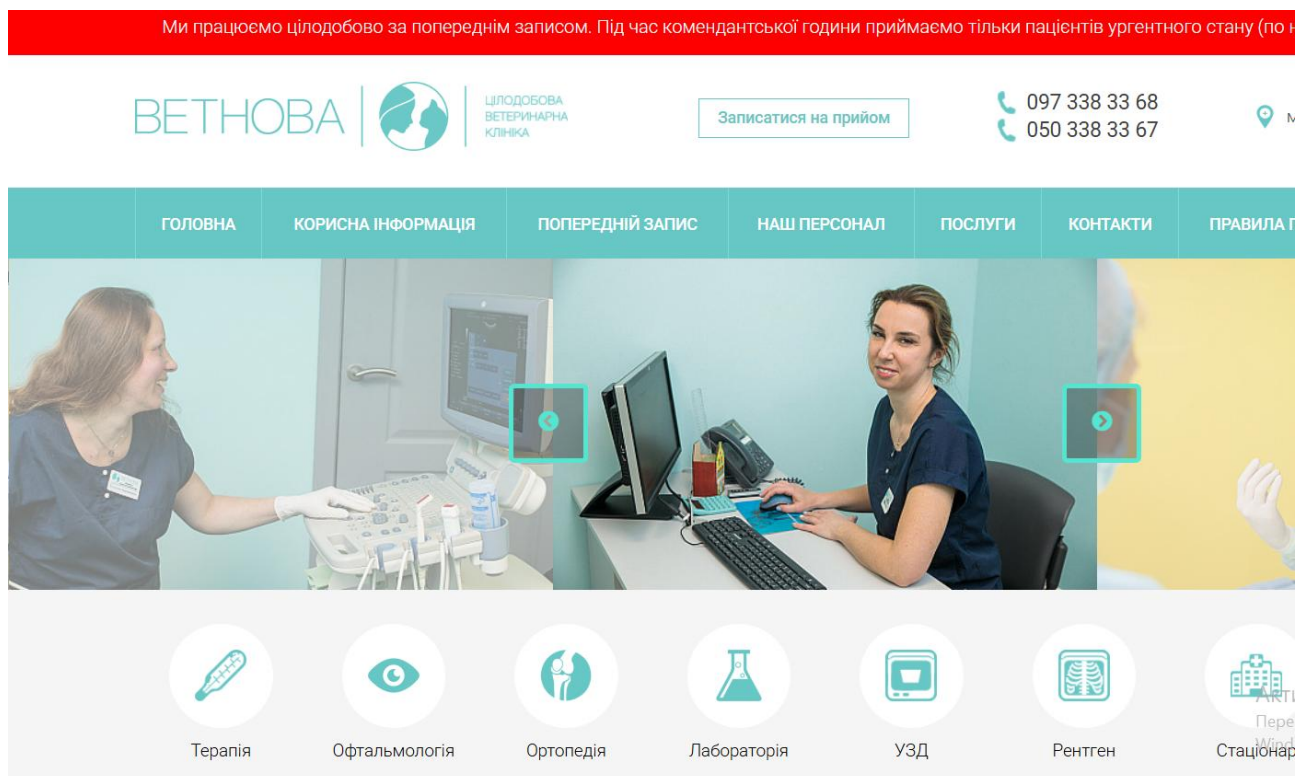 Ми працюємо цілодобово за попереднім записом. Під час комендантської години приймаємо тільки пацієнтів ургентного стану (по
ВЕТНОВА
ЦІЛОДОБОВА
ВЕТЕРИНАРНА
КЛІНІКА
Записатися на прийом
097 338 33 68
050 338 33 67
ГОЛОВНА КОРИСНА ІНФОРМАЦІЯ ПОПЕРЕДНІЙ ЗАПИС НАШ ПЕРСОНАЛ ПОСЛУГИ КОНТАКТИ ПРАВИЛА
Терапія Офтальмологія Ортопедія Лабораторія УЗД Рентген Стаціонар